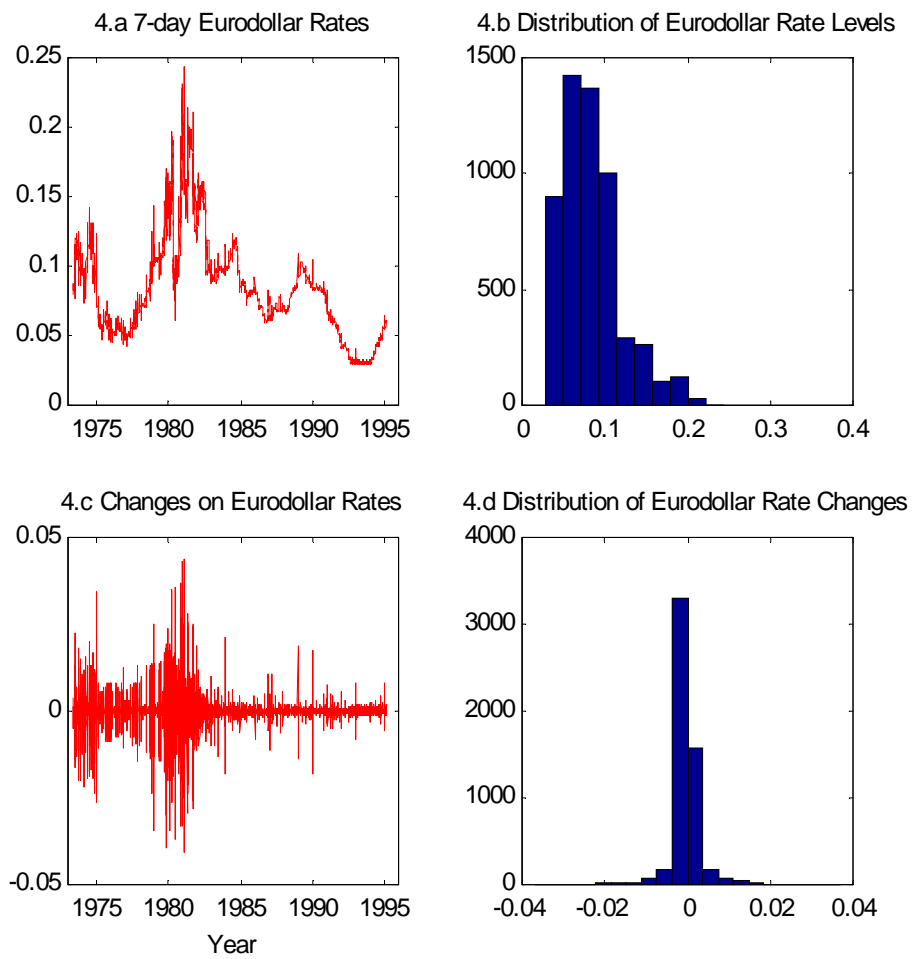 4.a 7-day Eurodollar Rates
0.25
0.2
0.15
0.1
0.05
0
1975 1980 1985 1990 1995
4.b Distribution of Eurodollar Rate Levels
1500
1000
500
0
0 0.1 0.2 0.3 0.4
4.c Changes on Eurodollar Rates
0.05
0
-0.05
1975 1980 1985 1990 1995
Year
4.d Distribution of Eurodollar Rate Changes
4000
3000
2000
1000
0
-0.04 -0.02 0 0.02 0.04